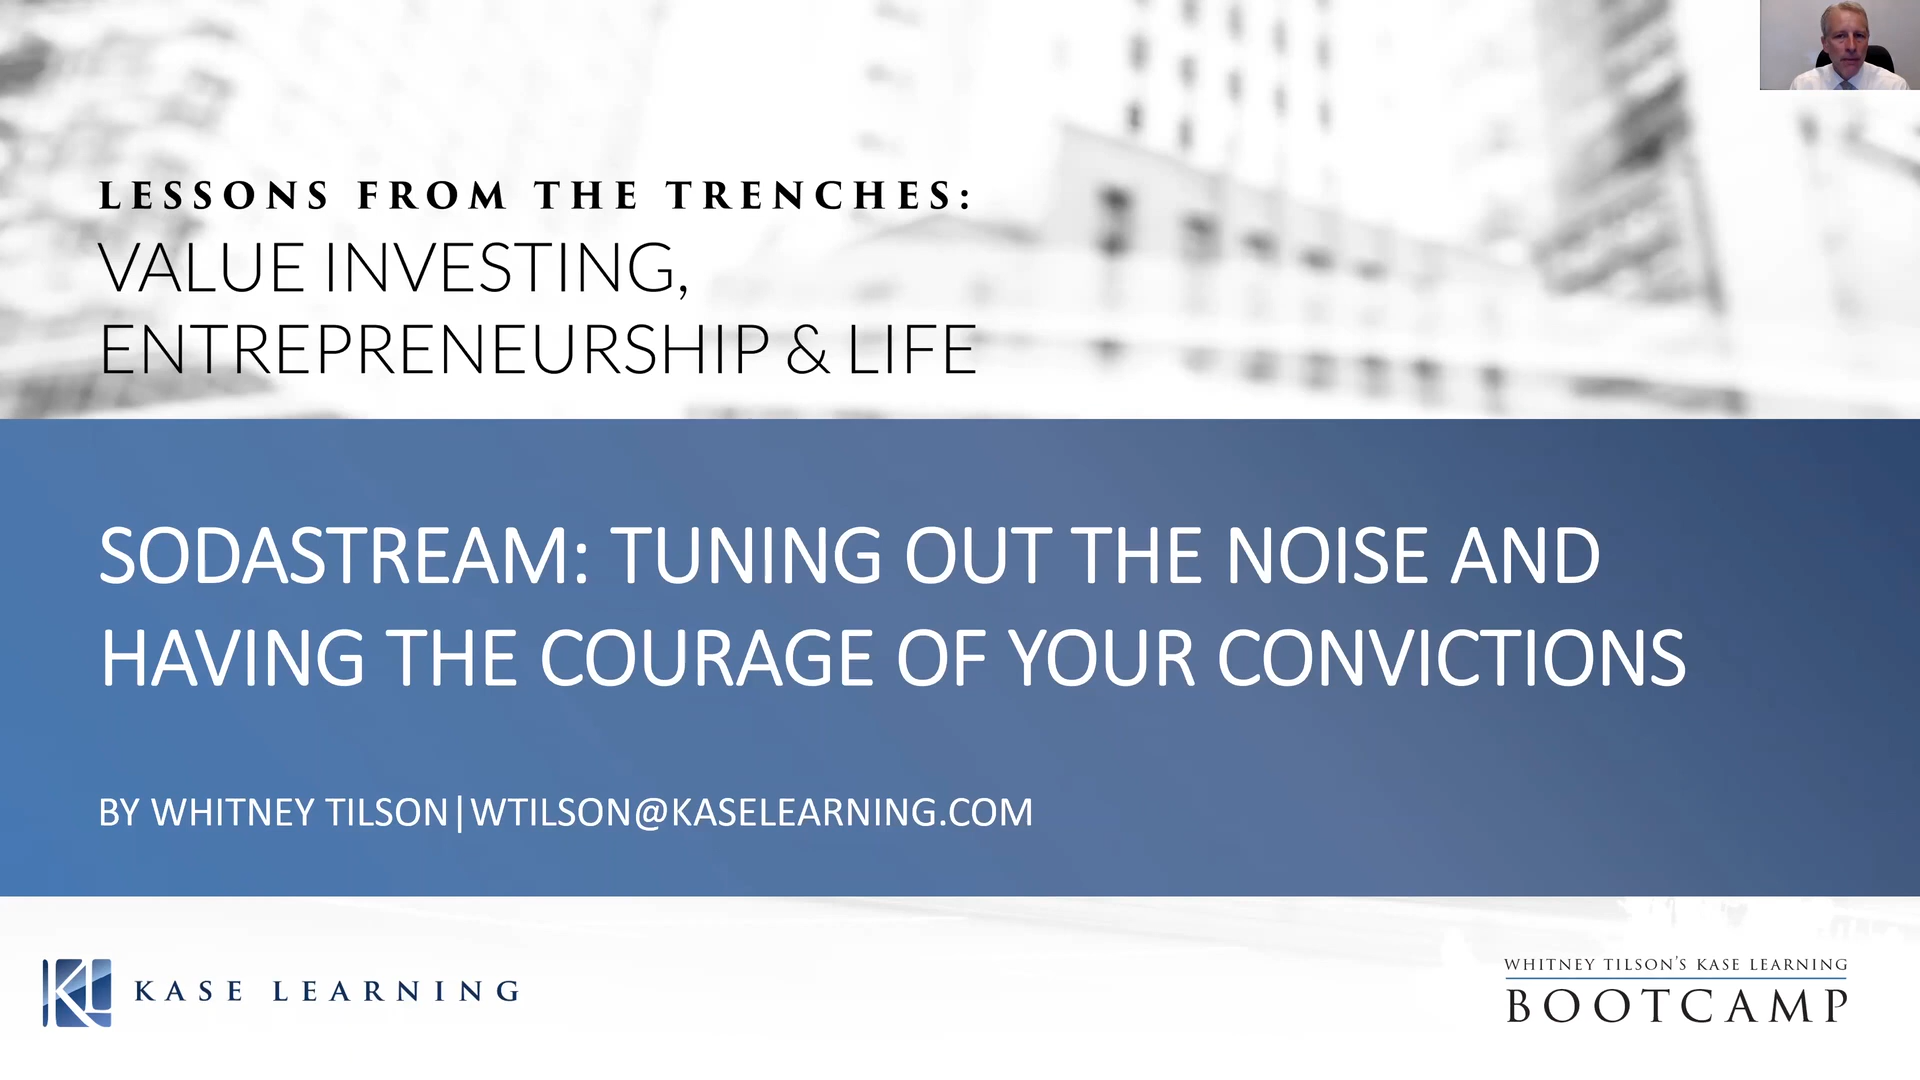 LESSONS FROM THE TRENCHES:
VALUE INVESTING,
ENTREPRENEURSHIP & LIFE
SODASTREAM: TUNING OUT THE NOISE AND
HAVING THE COURAGE OF YOUR CONVICTIONS
BY WHITNEY TILSON|WTILSON@KASELEARNING.COM
KL KASE LEARNING
WHITNEY TILSON'S KASE LEARNING
BOOTCAMP